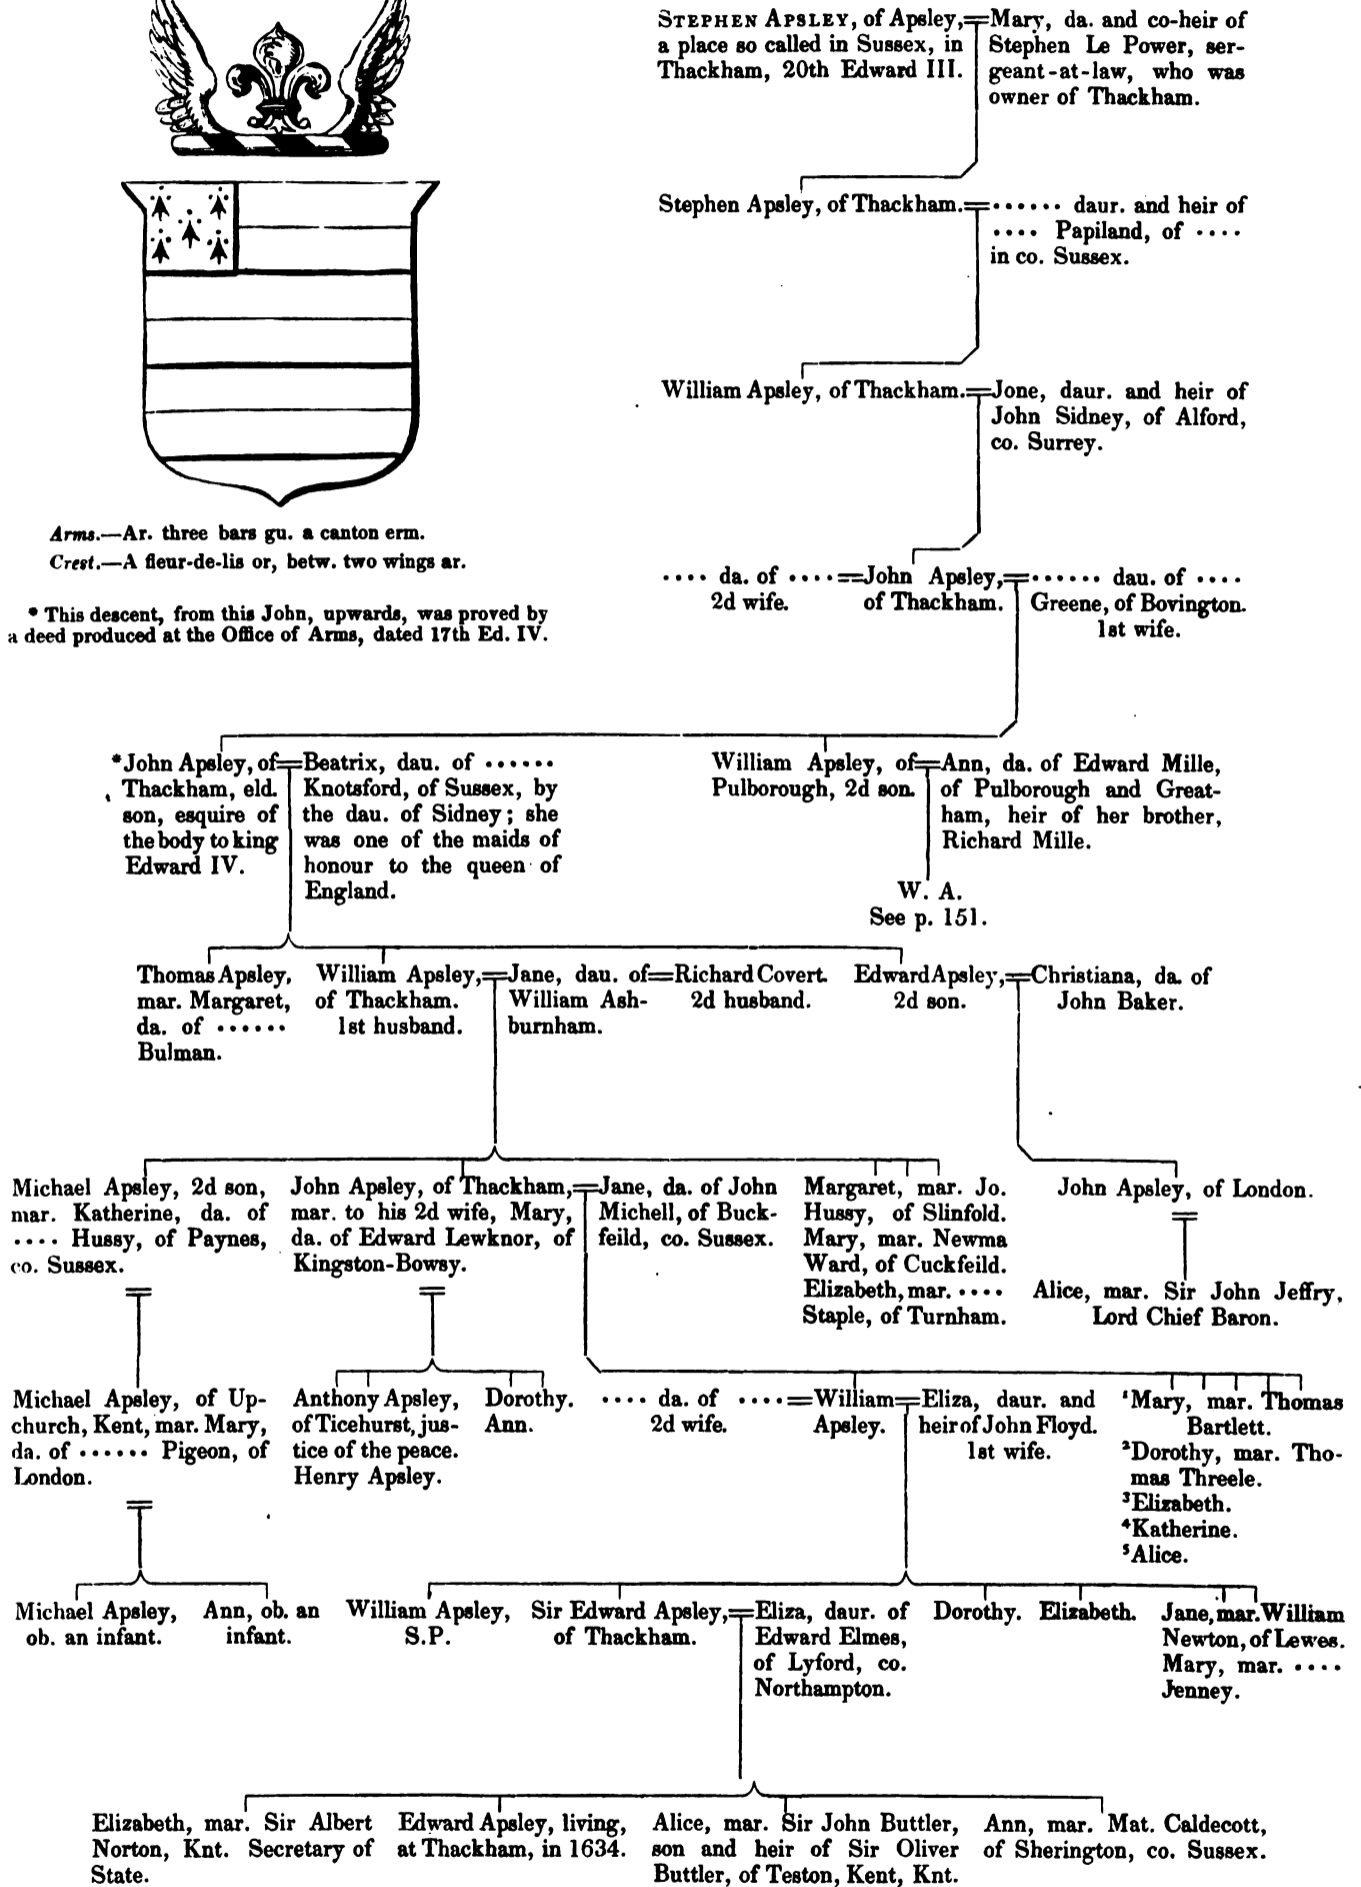 STEPHEN APSLEY, of Apsley,
a place so called in Sussex, in
Thackham, 20th Edward III.
Mary, da. and co-heir of
Stephen Le Power, ser-
geant-at-law, who was
owner of Thackham.
Stephen Apsley, of Thackham.
······ daur. and heir of
···· Papiland, of ····
in co. Sussex.
William Apsley, of Thackham.
Jone, daur. and heir of
John Sidney, of Alford,
co. Surrey.
Arms.—Ar. three bars gu. a canton erm.
Crest.—A fleur-de-lis or, betw. two wings ar.
* This descent, from this John, upwards, was proved by
a deed produced at the Office of Arms, dated 17th Ed. IV.
···· da. of ····
2d wife.
John Apsley,
of Thackham.
······ dau. of ····
Greene, of Bovington.
1st wife.
*John Apsley, of
Thackham, eld.
son, esquire of
the body to king
Edward IV.
Beatrix, dau. of ······
Knotsford, of Sussex, by
the dau. of Sidney; she
was one of the maids of
honour to the queen of
England.
William Apsley, of
Pulborough, 2d son.
Ann, da. of Edward Mille,
of Pulborough and Great-
ham, heir of her brother,
Richard Mille.
W. A.
See p. 151.
Thomas Apsley,
mar. Margaret,
da. of ······
Bulman.
William Apsley,
of Thackham.
1st husband.
Jane, dau. of
William Ash-
burnham.
Richard Covert.
2d husband.
Edward Apsley,
2d son.
Christiana, da. of
John Baker.
Michael Apsley, 2d son,
mar. Katherine, da. of
···· Hussy, of Paynes,
co. Sussex.
John Apsley, of Thackham,
mar. to his 2d wife, Mary,
da. of Edward Lewknor, of
Kingston-Bowsy.
Jane, da. of John
Michell, of Buck-
feild, co. Sussex.
Margaret, mar. Jo.
Hussy, of Slinfold.
Mary, mar. Newma
Ward, of Cuckfeild.
Elizabeth, mar. ····
Staple, of Turnham.
John Apsley, of London.
Alice, mar. Sir John Jeffry,
Lord Chief Baron.
Michael Apsley, of Up-
church, Kent, mar. Mary,
da. of ······ Pigeon, of
London.
Anthony Apsley,
of Ticehurst, jus-
tice of the peace.
Henry Apsley.
Dorothy.
Ann.
···· da. of ····
2d wife.
William
Apsley.
Eliza, daur. and
heir of John Floyd.
1st wife.
¹Mary, mar. Thomas
Bartlett.
²Dorothy, mar. Tho-
mas Threele.
³Elizabeth.
⁴Katherine.
⁵Alice.
Michael Apsley,
ob. an infant.
Ann, ob. an
infant.
William Apsley,
S.P.
Sir Edward Apsley,
of Thackham.
Eliza, daur. of
Edward Elmes,
of Lyford, co.
Northampton.
Dorothy.
Elizabeth.
Jane, mar. William
Newton, of Lewes.
Mary, mar. ····
Jenney.
Elizabeth, mar. Sir Albert
Norton, Knt. Secretary of
State.
Edward Apsley, living,
at Thackham, in 1634.
Alice, mar. Sir John Buttler,
son and heir of Sir Oliver
Buttler, of Teston, Kent, Knt.
Ann, mar. Mat. Caldecott,
of Sherington, co. Sussex.